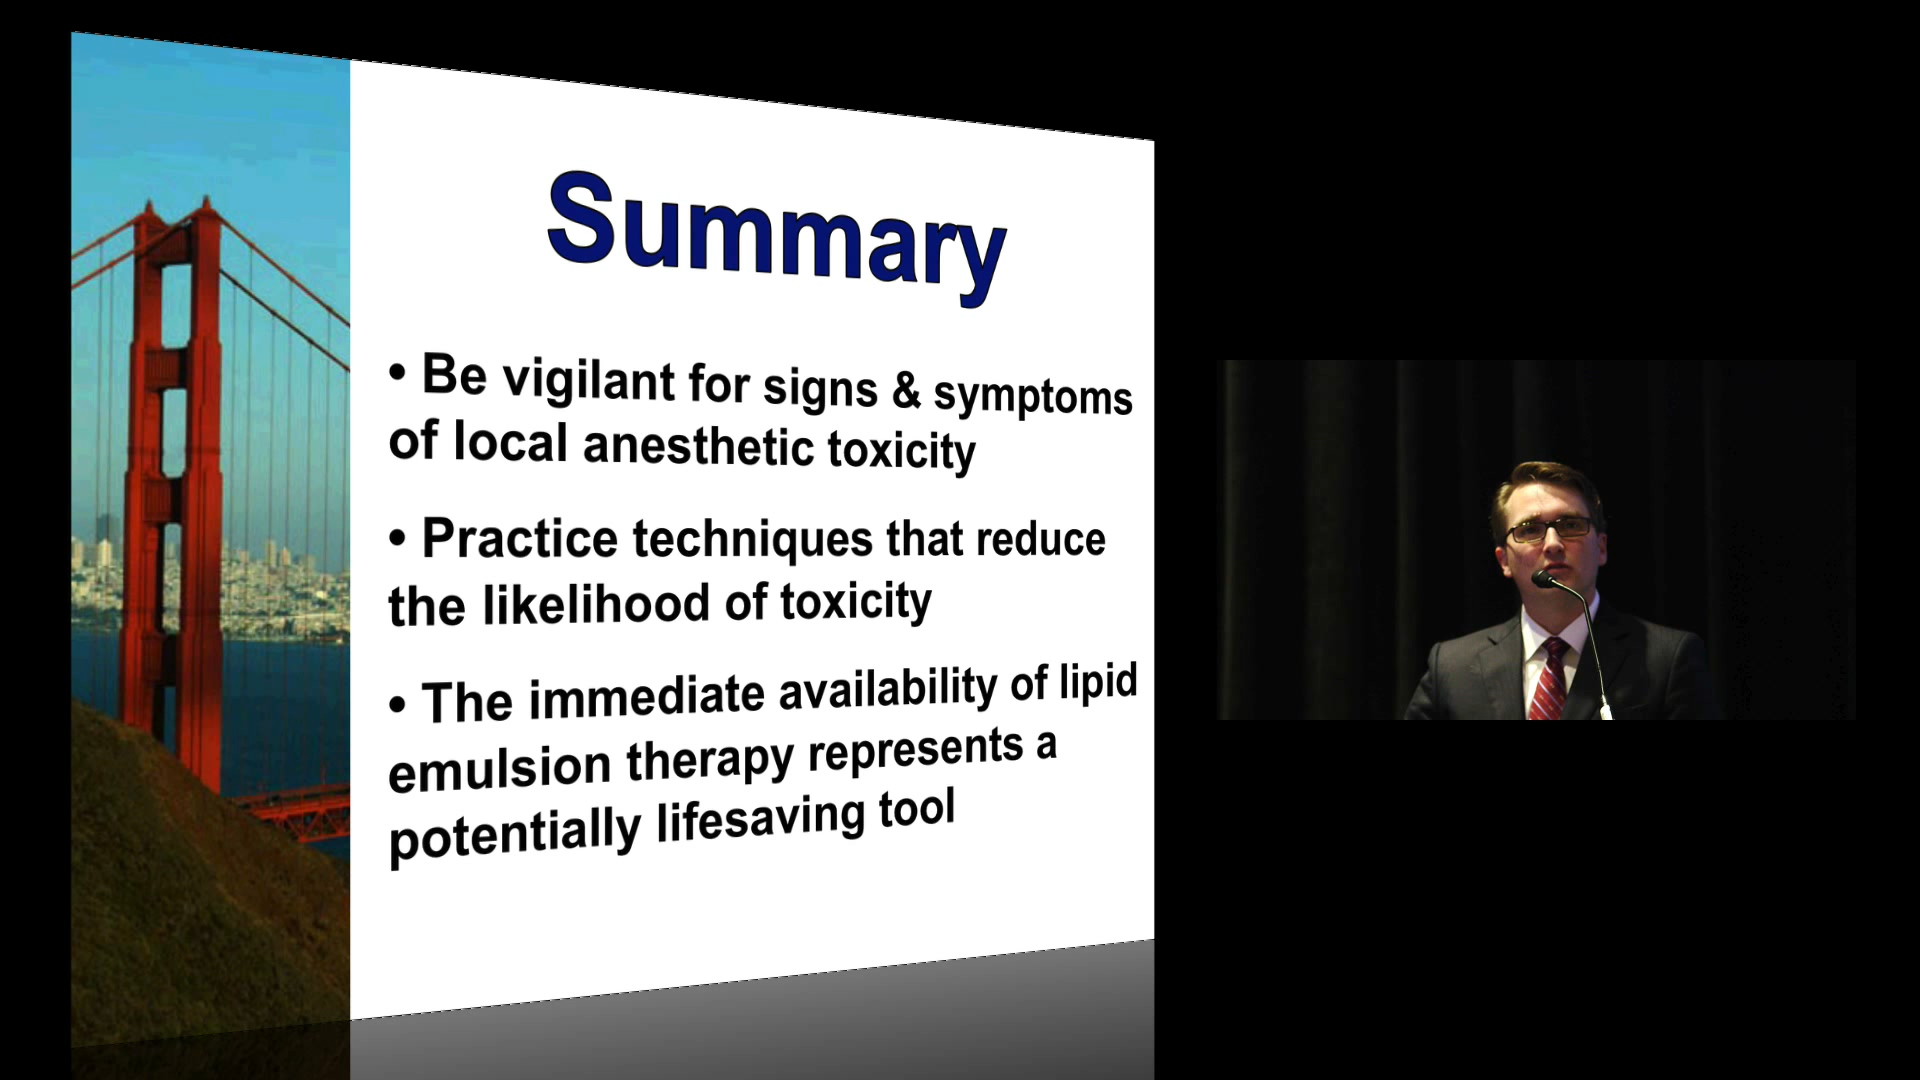 Summary
• Be vigilant for signs & symptoms
of local anesthetic toxicity
• Practice techniques that reduce
the likelihood of toxicity
• The immediate availability of lipid
emulsion therapy represents a
potentially lifesaving tool